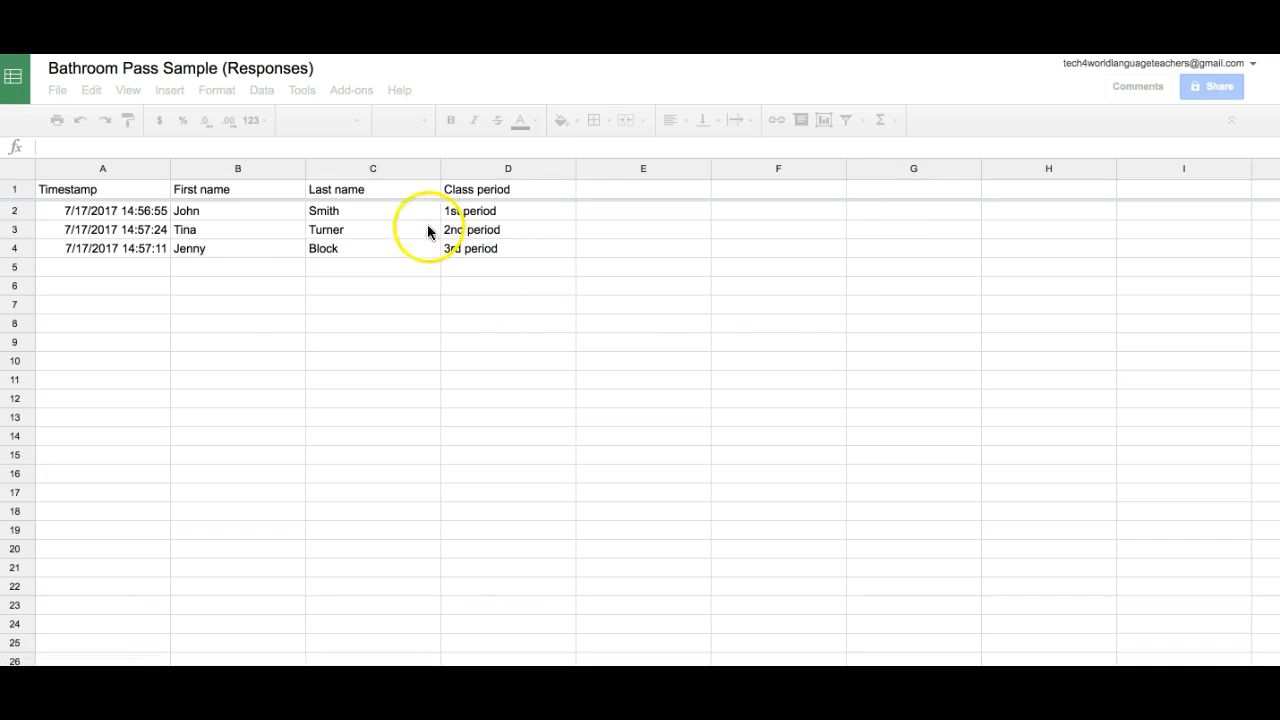 Bathroom Pass Sample (Responses)
tech4worldlanguageteachers@gmail.com
File Edit View Insert Format Data Tools Add-ons Help
Comments Share
$ % .0 .00 123 B I S A Σ
fx
A B C D E F G H I
1 Timestamp First name Last name Class period
2 7/17/2017 14:56:55 John Smith 1st period
3 7/17/2017 14:57:24 Tina Turner 2nd period
4 7/17/2017 14:57:11 Jenny Block 3rd period
5
6
7
8
9
10
11
12
13
14
15
16
17
18
19
20
21
22
23
24
25
26